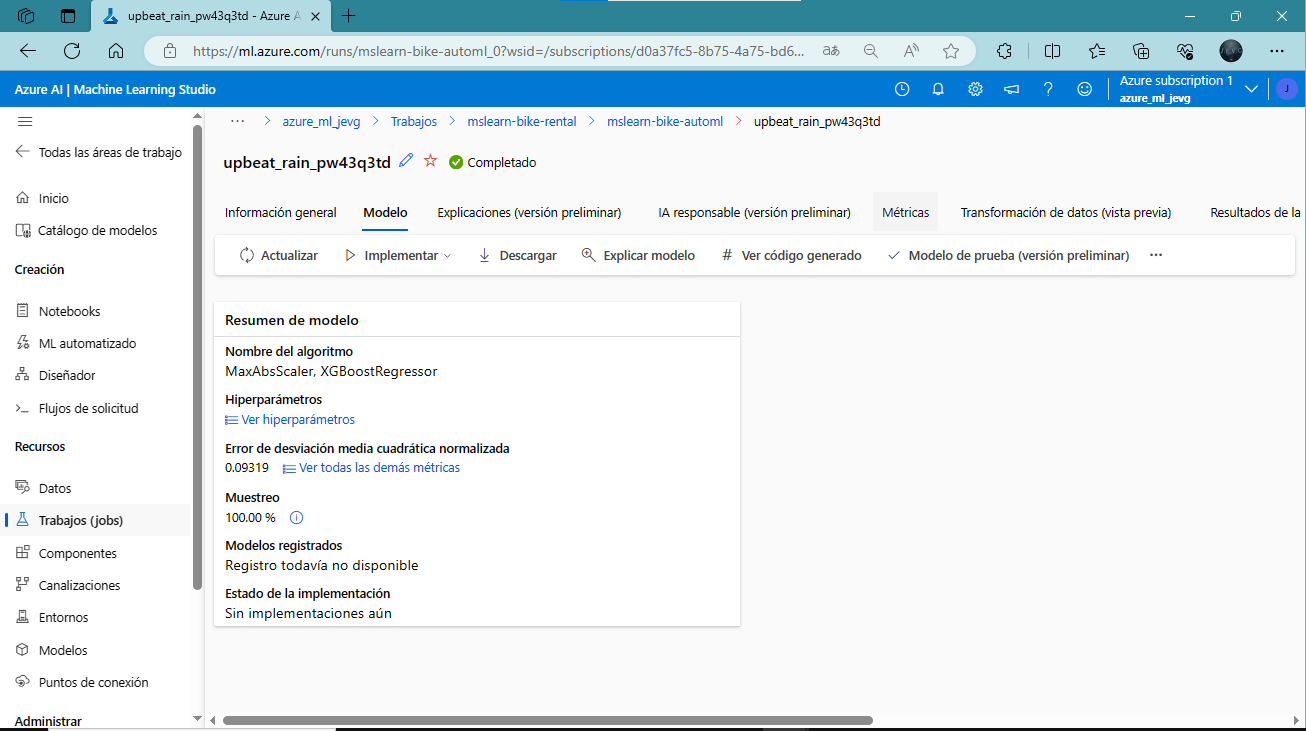 upbeat_rain_pw43q3td - Azure A
https://ml.azure.com/runs/mslearn-bike-automl_0?wsid=/subscriptions/d0a37fc5-8b75-4a75-bd6...
Azure AI | Machine Learning Studio
Azure subscription 1
azure_ml_jevg
J
Todas las áreas de trabajo
Inicio
Catálogo de modelos
Creación
Notebooks
ML automatizado
Diseñador
Flujos de solicitud
Recursos
Datos
Trabajos (jobs)
Componentes
Canalizaciones
Entornos
Modelos
Puntos de conexión
Administrar
... > azure_ml_jevg > Trabajos > mslearn-bike-rental > mslearn-bike-automl > upbeat_rain_pw43q3td
upbeat_rain_pw43q3td Completado
Información general Modelo Explicaciones (versión preliminar) IA responsable (versión preliminar) Métricas Transformación de datos (vista previa) Resultados de la
Actualizar Implementar Descargar Explicar modelo # Ver código generado Modelo de prueba (versión preliminar) ...
Resumen de modelo
Nombre del algoritmo
MaxAbsScaler, XGBoostRegressor
Hiperparámetros
Ver hiperparámetros
Error de desviación media cuadrática normalizada
0.09319 Ver todas las demás métricas
Muestreo
100.00 %
Modelos registrados
Registro todavía no disponible
Estado de la implementación
Sin implementaciones aún